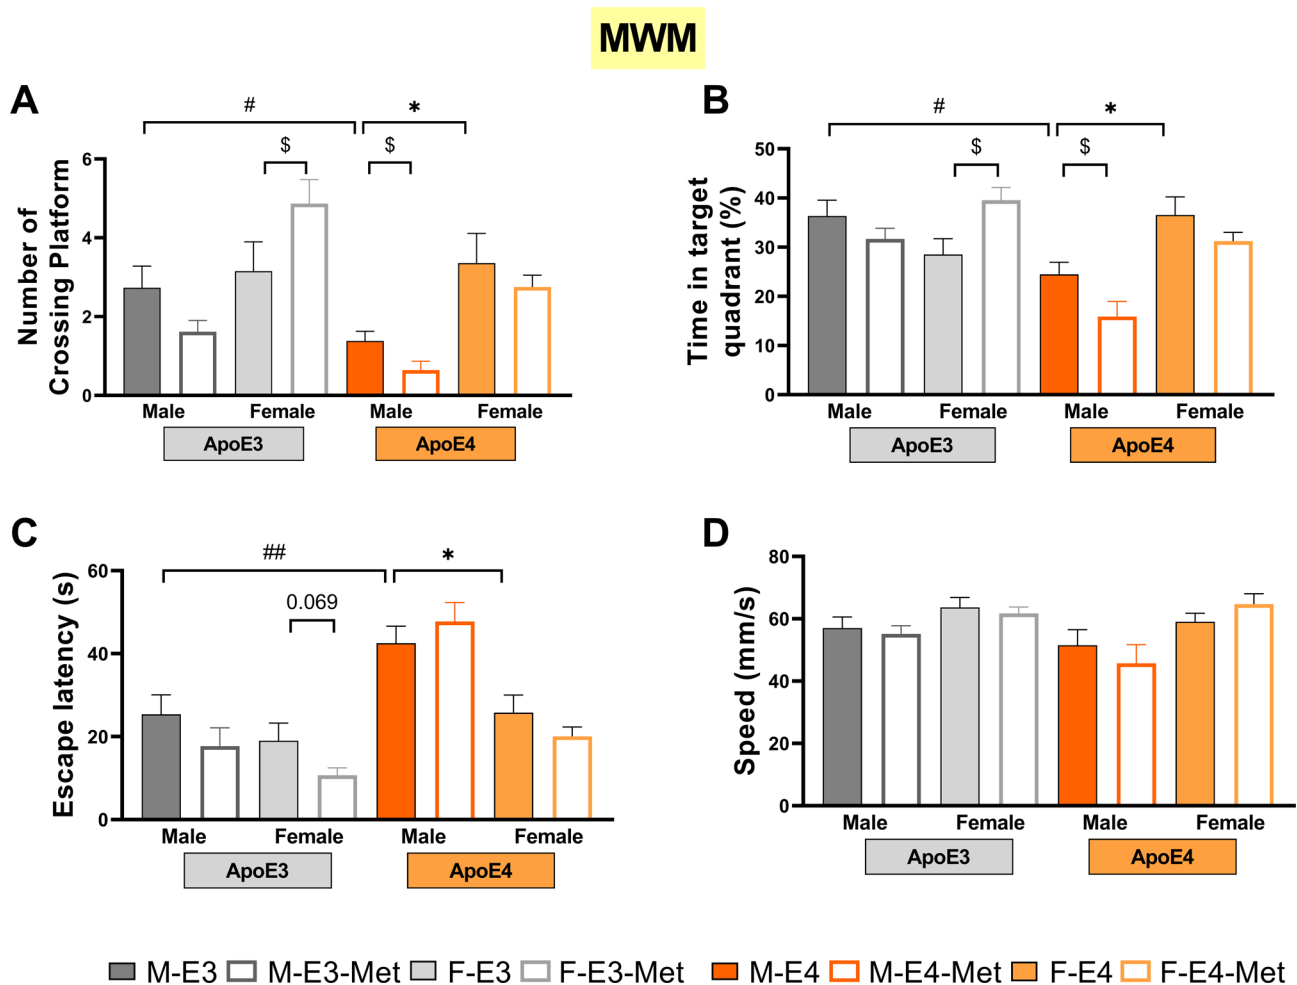 MWM
A
#
*
$
$
Number of
Crossing Platform
6
4
2
0
Male
Female
Male
Female
ApoE3
ApoE4
B
#
*
$
$
Time in target
quadrant (%)
50
40
30
20
10
0
Male
Female
Male
Female
ApoE3
ApoE4
C
##
*
0.069
Escape latency (s)
60
40
20
0
Male
Female
Male
Female
ApoE3
ApoE4
D
Speed (mm/s)
80
60
40
20
0
Male
Female
Male
Female
ApoE3
ApoE4
M-E3 M-E3-Met F-E3 F-E3-Met M-E4 M-E4-Met F-E4 F-E4-Met